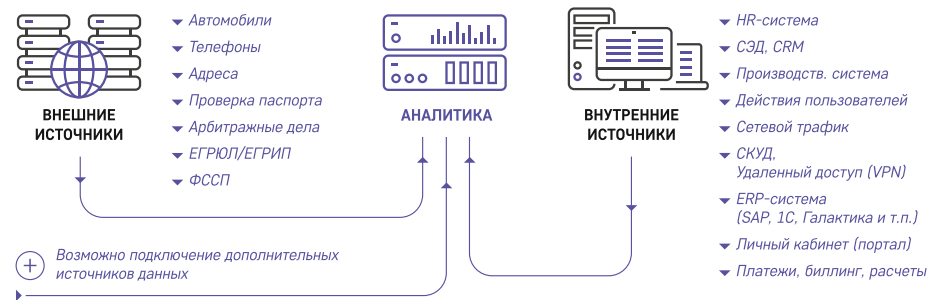 ВНЕШНИЕ
ИСТОЧНИКИ
Автомобили
Телефоны
Адреса
Проверка паспорта
Арбитражные дела
ЕГРЮЛ/ЕГРИП
ФССП
АНАЛИТИКА
ВНУТРЕННИЕ
ИСТОЧНИКИ
HR-система
СЭД, CRM
Производств. система
Действия пользователей
Сетевой трафик
СКУД,
Удаленный доступ (VPN)
ERP-система
(SAP, 1С, Галактика и т.п.)
Личный кабинет (портал)
Платежи, биллинг, расчеты
Возможно подключение дополнительных
источников данных